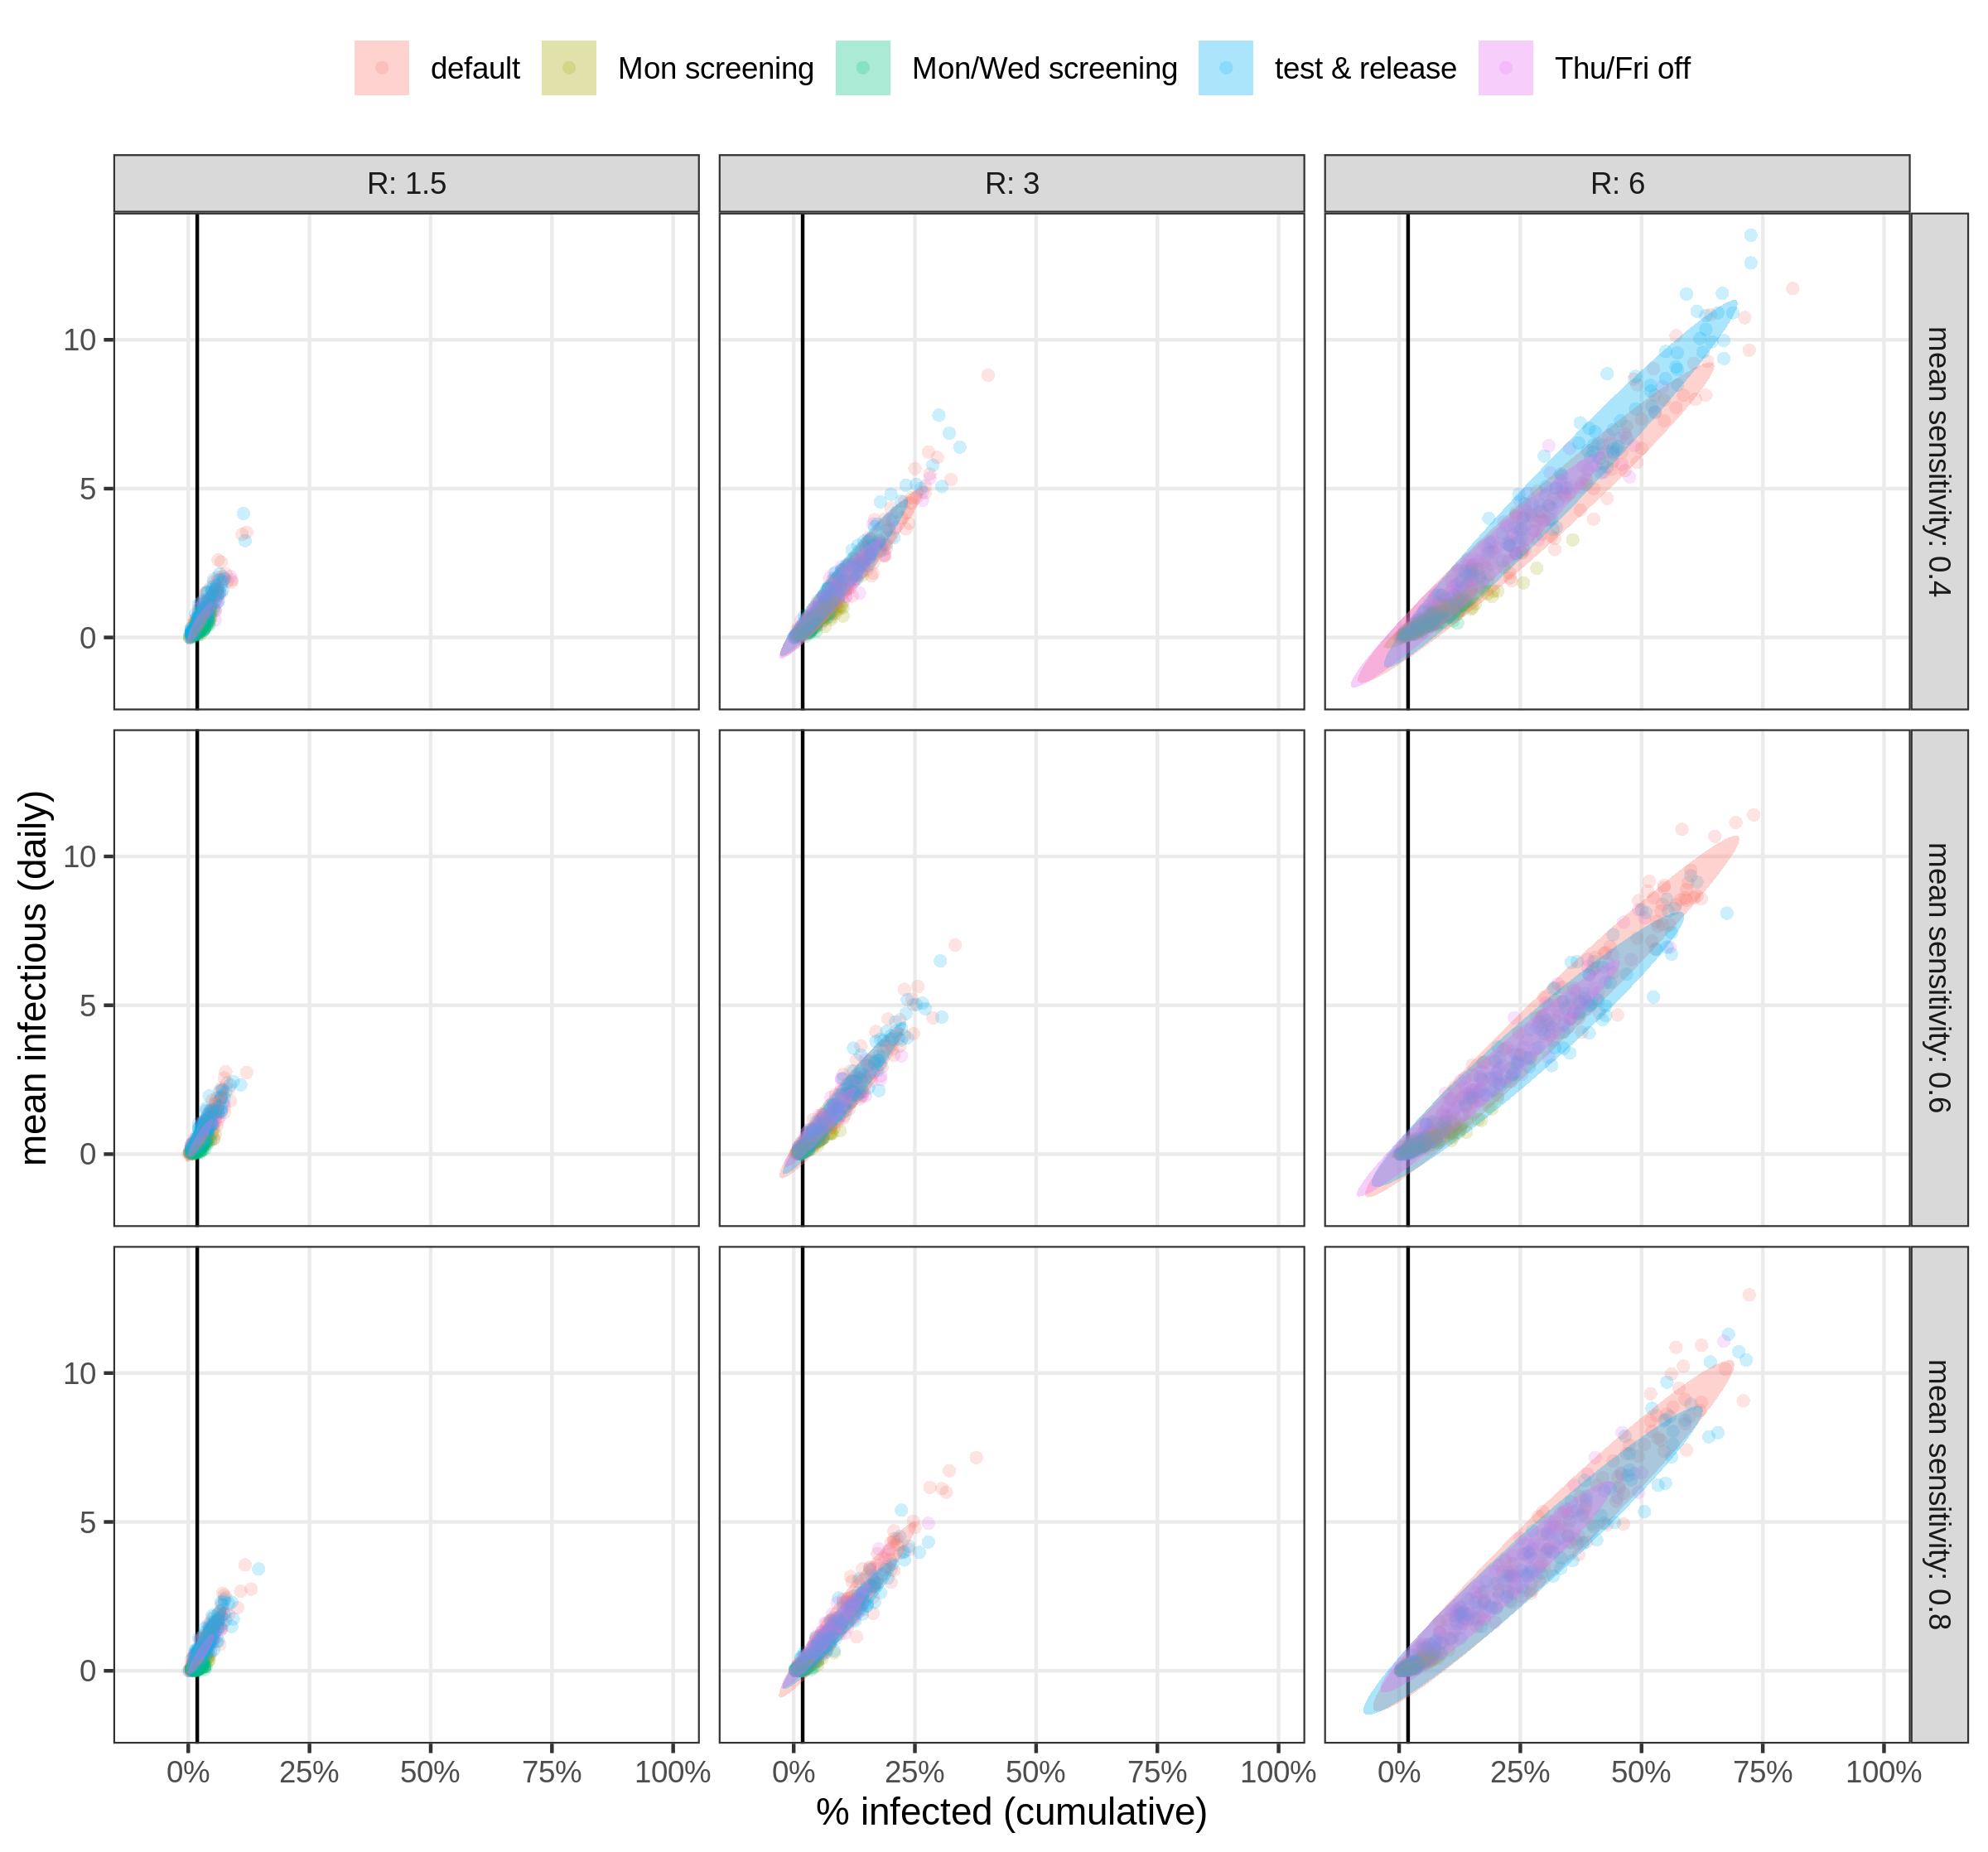 default Mon screening Mon/Wed screening test & release Thu/Fri off
R: 1.5 R: 3 R: 6
10
5
0
mean sensitivity: 0.4
10
5
0
mean sensitivity: 0.6
10
5
0
mean sensitivity: 0.8
mean infectious (daily)
0% 25% 50% 75% 100% 0% 25% 50% 75% 100% 0% 25% 50% 75% 100%
% infected (cumulative)